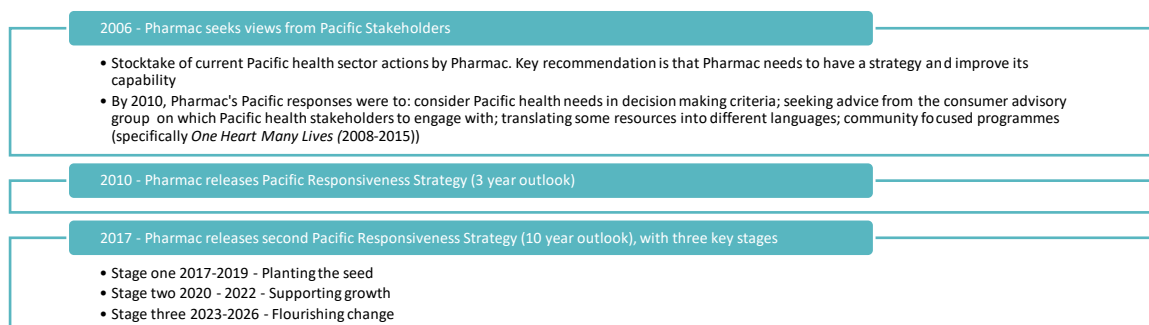 2006 - Pharmac seeks views from Pacific Stakeholders
• Stocktake of current Pacific health sector actions by Pharmac. Key recommendation is that Pharmac needs to have a strategy and improve its
capability
• By 2010, Pharmac's Pacific responses were to: consider Pacific health needs in decision making criteria; seeking advice from the consumer advisory
group on which Pacific health stakeholders to engage with; translating some resources into different languages; community focused programmes
(specifically One Heart Many Lives (2008-2015))
2010 - Pharmac releases Pacific Responsiveness Strategy (3 year outlook)
2017 - Pharmac releases second Pacific Responsiveness Strategy (10 year outlook), with three key stages
• Stage one 2017-2019 - Planting the seed
• Stage two 2020 - 2022 - Supporting growth
• Stage three 2023-2026 - Flourishing change